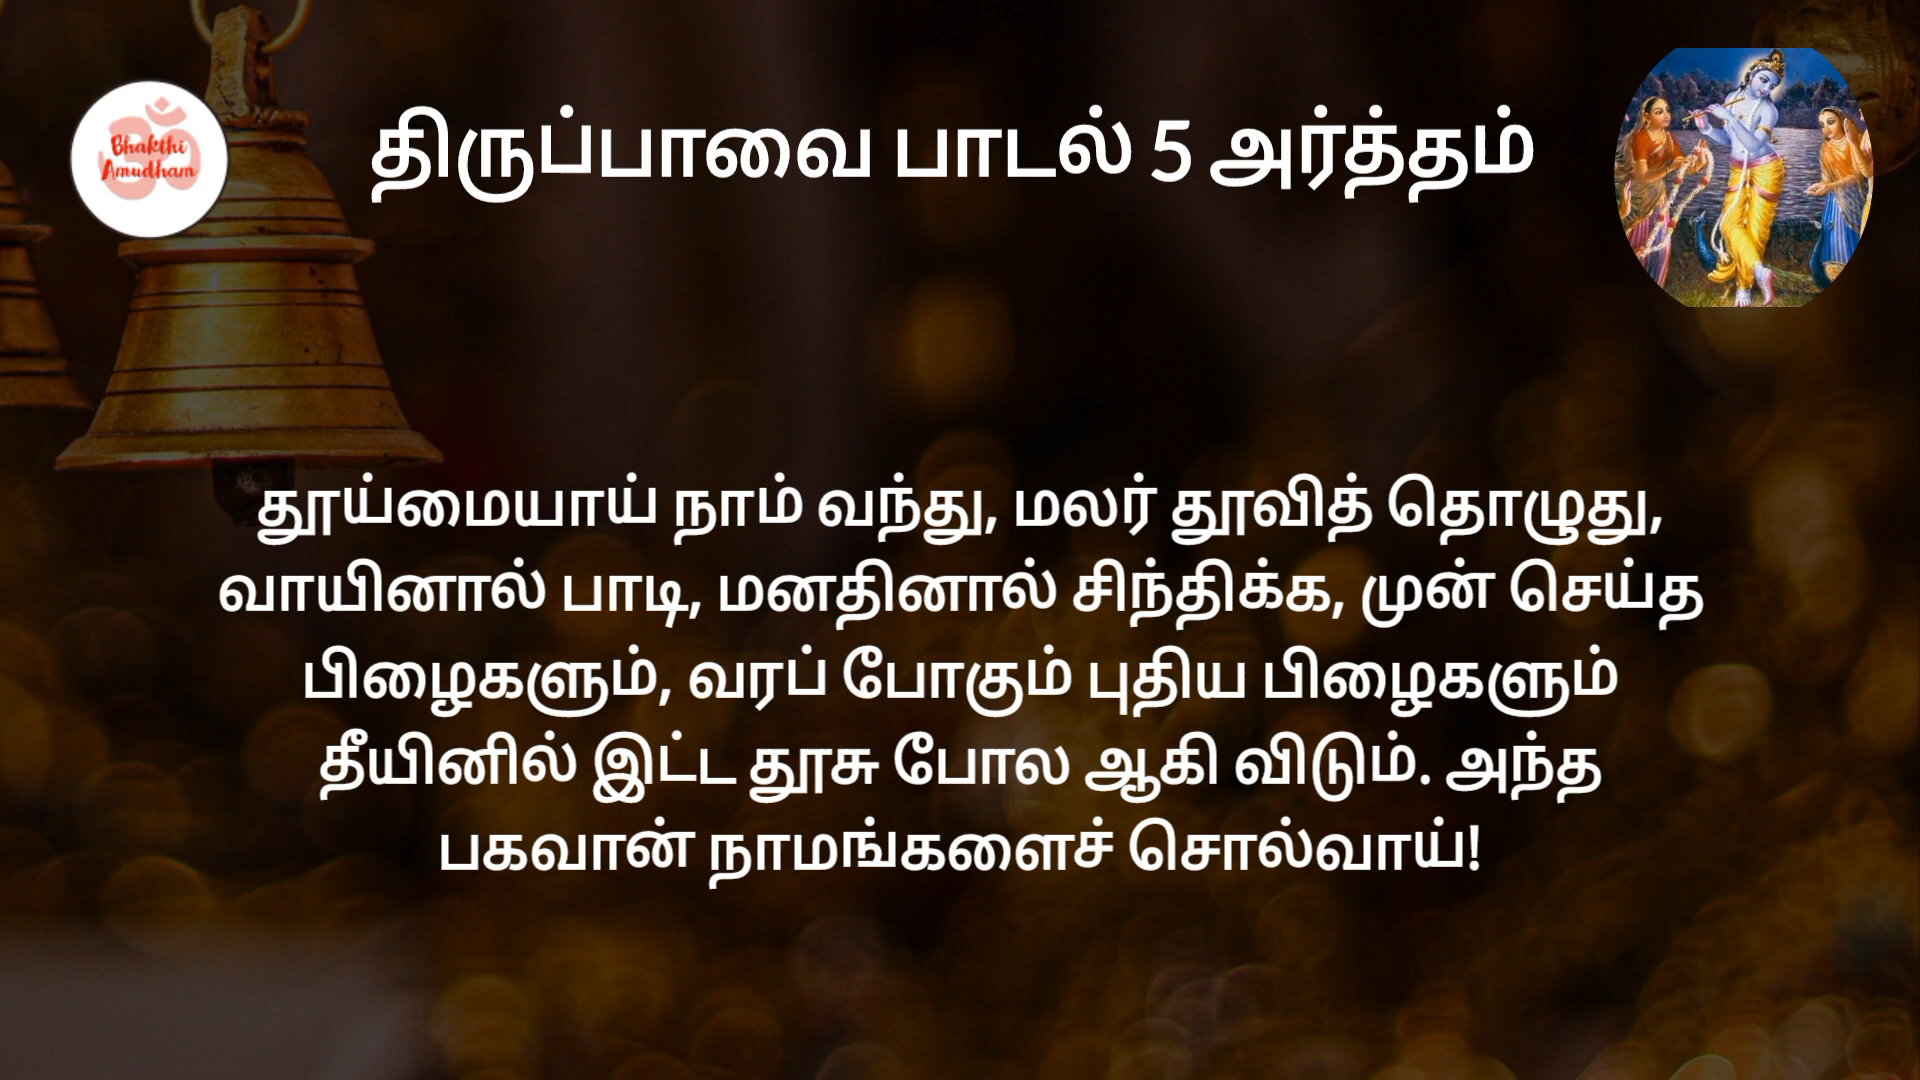 Bhakthi
Amudham
திருப்பாவை பாடல் 5 அர்த்தம்
தூய்மையாய் நாம் வந்து, மலர் தூவித் தொழுது,
வாயினால் பாடி, மனதினால் சிந்திக்க, முன் செய்த
பிழைகளும், வரப் போகும் புதிய பிழைகளும்
தீயினில் இட்ட தூசு போல ஆகி விடும். அந்த
பகவான் நாமங்களைச் சொல்வாய்!